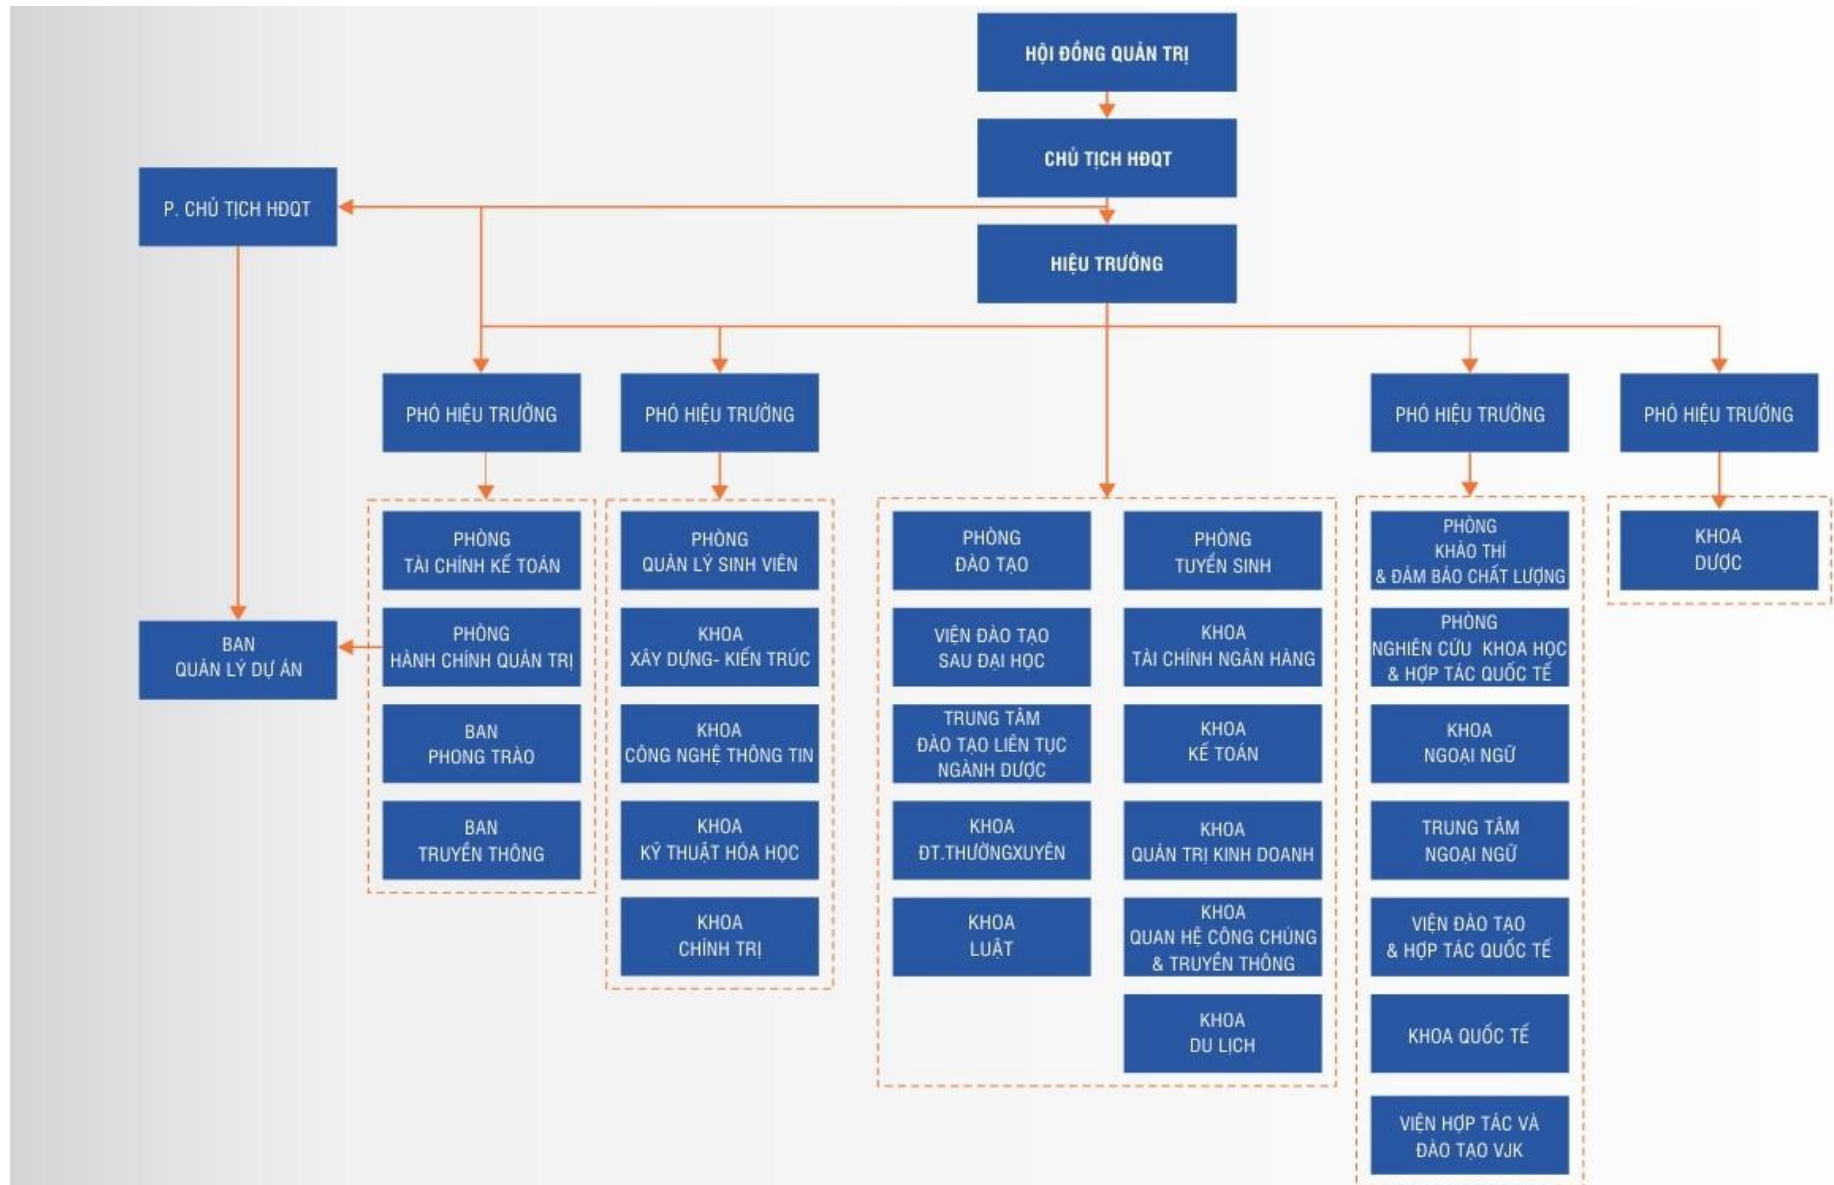 HỘI ĐỒNG QUẢN TRỊ
CHỦ TỊCH HĐQT
P. CHỦ TỊCH HĐQT
HIỆU TRƯỞNG
PHÓ HIỆU TRƯỞNG
PHÓ HIỆU TRƯỞNG
PHÓ HIỆU TRƯỞNG
PHÓ HIỆU TRƯỞNG
BAN
QUẢN LÝ DỰ ÁN
PHÒNG
TÀI CHÍNH KẾ TOÁN
PHÒNG
HÀNH CHÍNH QUẢN TRỊ
BAN
PHONG TRÀO
BAN
TRUYỀN THÔNG
PHÒNG
QUẢN LÝ SINH VIÊN
KHOA
XÂY DỰNG- KIẾN TRÚC
KHOA
CÔNG NGHỆ THÔNG TIN
KHOA
KỸ THUẬT HÓA HỌC
KHOA
CHÍNH TRỊ
PHÒNG
ĐÀO TẠO
VIỆN ĐÀO TẠO
SAU ĐẠI HỌC
TRUNG TÂM
ĐÀO TẠO LIÊN TỤC
NGÀNH DƯỢC
KHOA
ĐT.THƯỜNGXUYÊN
KHOA
LUẬT
PHÒNG
TUYỂN SINH
KHOA
TÀI CHÍNH NGÂN HÀNG
KHOA
KẾ TOÁN
KHOA
QUẢN TRỊ KINH DOANH
KHOA
QUAN HỆ CÔNG CHÚNG
& TRUYỀN THÔNG
KHOA
DU LỊCH
PHÒNG
KHẢO THÍ
& ĐẢM BẢO CHẤT LƯỢNG
PHÒNG
NGHIÊN CỨU KHOA HỌC
& HỢP TÁC QUỐC TẾ
KHOA
NGOẠI NGỮ
TRUNG TÂM
NGOẠI NGỮ
VIỆN ĐÀO TẠO
& HỢP TÁC QUỐC TẾ
KHOA QUỐC TẾ
VIỆN HỢP TÁC VÀ
ĐÀO TẠO VJK
KHOA
DƯỢC